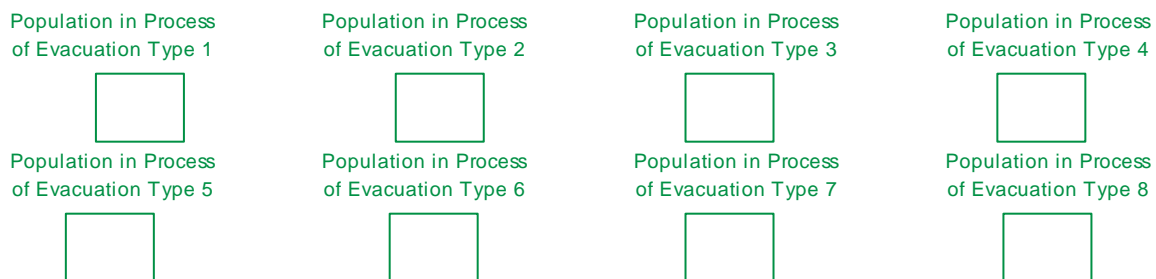 Population in Process
of Evacuation Type 1
Population in Process
of Evacuation Type 2
Population in Process
of Evacuation Type 3
Population in Process
of Evacuation Type 4
Population in Process
of Evacuation Type 5
Population in Process
of Evacuation Type 6
Population in Process
of Evacuation Type 7
Population in Process
of Evacuation Type 8